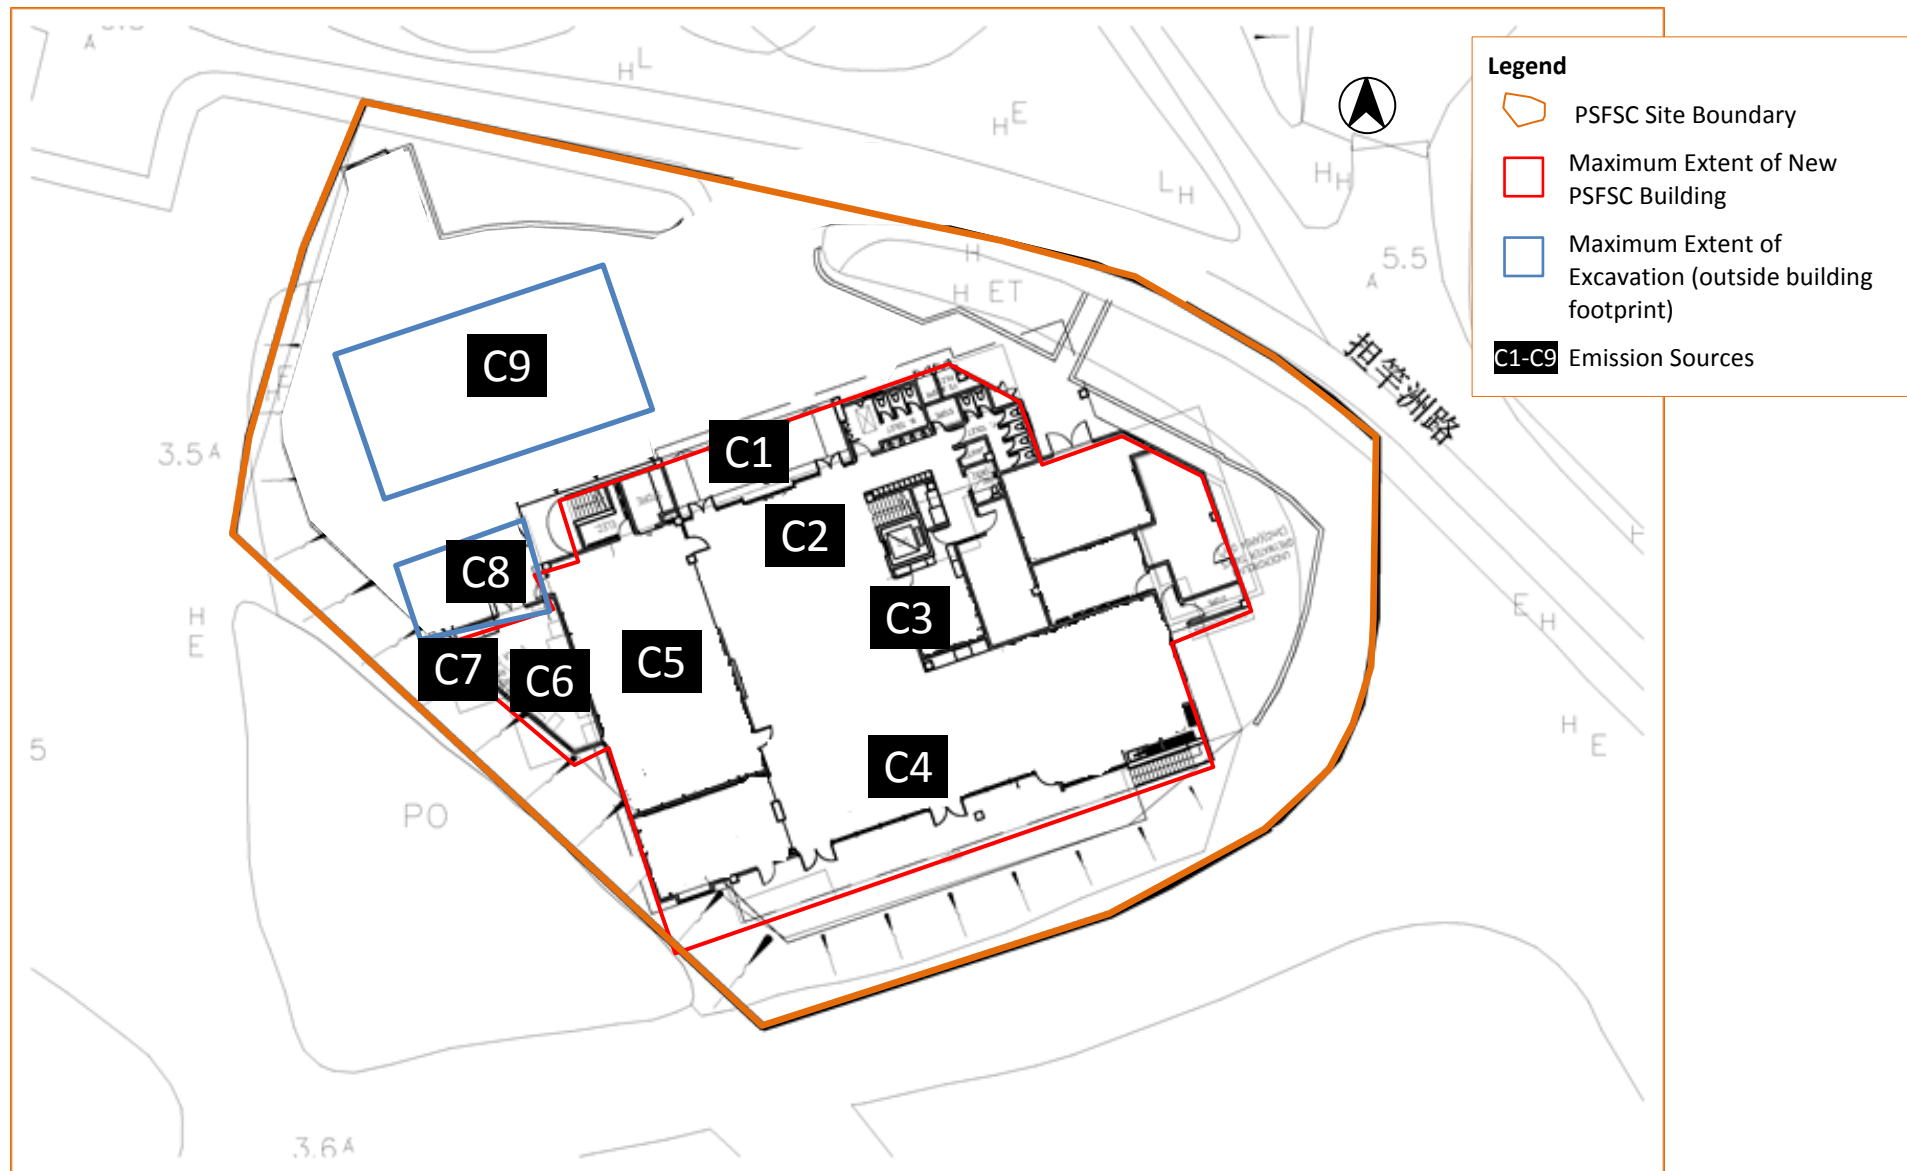 Legend
PSFSC Site Boundary
Maximum Extent of New
PSFSC Building
Maximum Extent of
Excavation (outside building
footprint)
C1-C9 Emission Sources
A
H L
H E
L H
H H
5.5
A
H
H ET
担竿洲路
E
E
3.5 A
C9
C1
C2
C8
C3
C7
C6
C5
C4
H
E
E H
H
H
E
5
PO
3.6 A